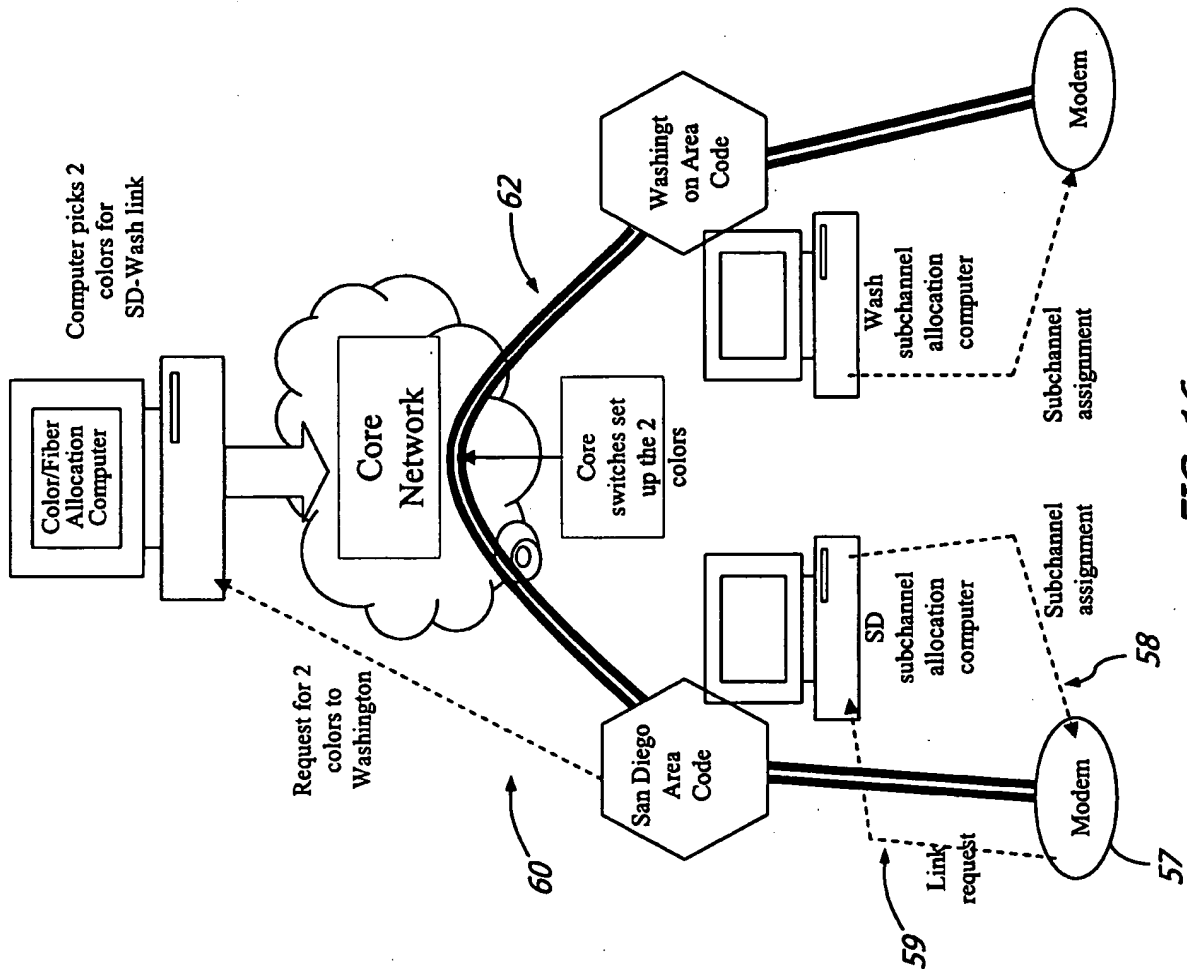 Color/Fiber
Allocation
Computer
Computer picks 2
colors for
SD-Wash link
Request for 2
colors to
Washington
Core
Network
60
62
Core
switches set
up the 2
colors
San Diego
Area
Code
Washingt
on Area
Code
SD
subchannel
allocation
computer
Wash
subchannel
allocation
computer
59
Link
request
Subchannel
assignment
58
Subchannel
assignment
Modem
57
Modem